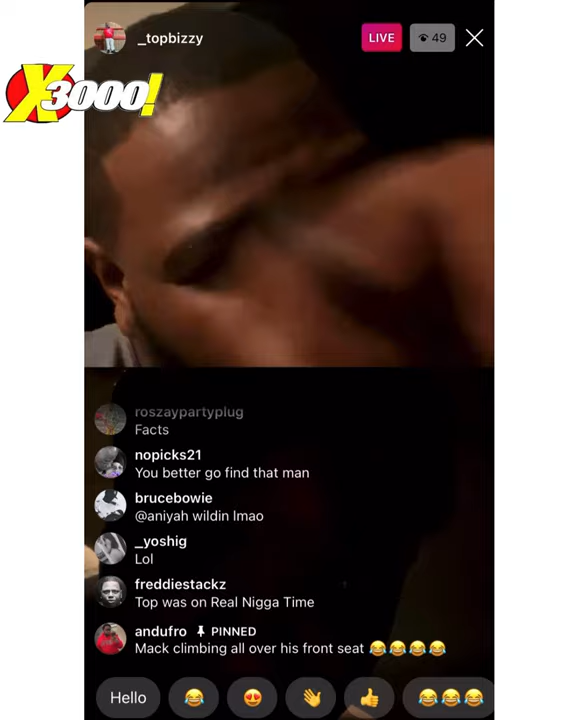 _topbizzy
LIVE
49
X3000!
roszaypartyplug
Facts
nopicks21
You better go find that man
brucebowie
@aniyah wildin lmao
_yoshig
Lol
freddiestackz
Top was on Real Nigga Time
andufro PINNED
Mack climbing all over his front seat 😂😂😂😂
Hello 😂 😍 👋 👍 😂😂😂